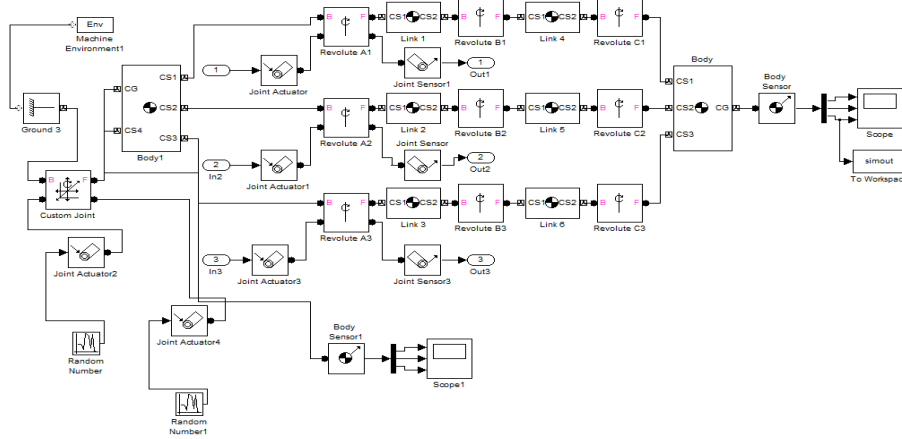 Env
Machine
Environment1
Ground 3
B F
Custom Joint
Joint Actuator2
Random
Number
CG
CS4
CS1
CS2
CS3
Body1
1
Joint Actuator
B F
Revolute A1
CS1 CS2
Link 1
B F
Revolute B1
CS1 CS2
Link 4
B F
Revolute C1
Joint Sensor1
1
Out1
2
In2
Joint Actuator1
B F
Revolute A2
CS1 CS2
Link 2
B F
Revolute B2
CS1 CS2
Link 5
B F
Revolute C2
Joint Sensor
2
Out2
3
In3
Joint Actuator3
B F
Revolute A3
CS1 CS2
Link 3
B F
Revolute B3
CS1 CS2
Link 6
B F
Revolute C3
Joint Sensor3
3
Out3
Body
CS1
CS2
CS3
CG
Body
Sensor
Scope
simout
To Workspac
Joint Actuator4
Random
Number1
Body
Sensor1
Scope1